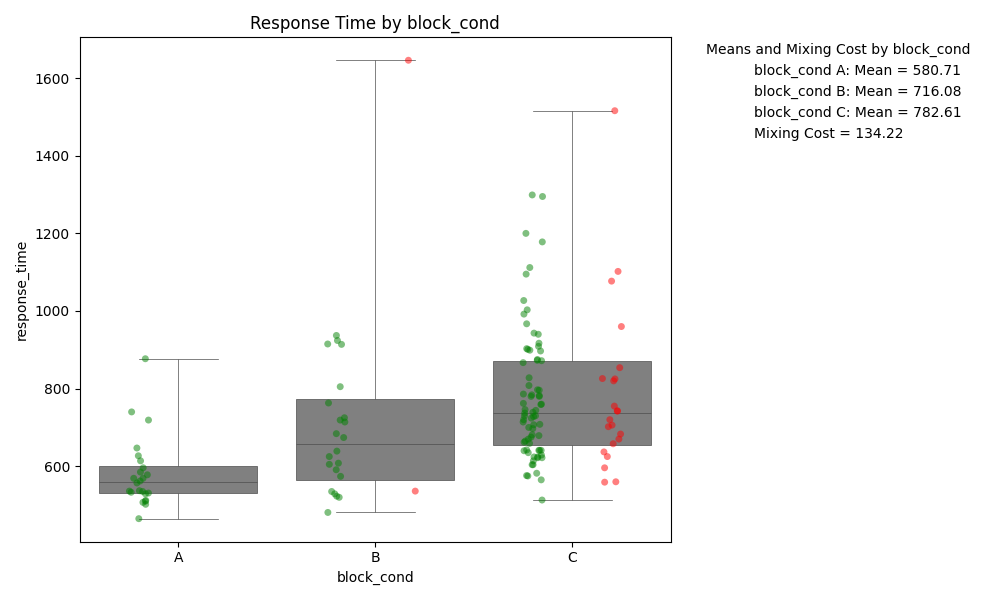 Response Time by block_cond
Means and Mixing Cost by block_cond
block_cond A: Mean = 580.71
block_cond B: Mean = 716.08
block_cond C: Mean = 782.61
Mixing Cost = 134.22
response_time
1600
1400
1200
1000
800
600
A
B
C
block_cond